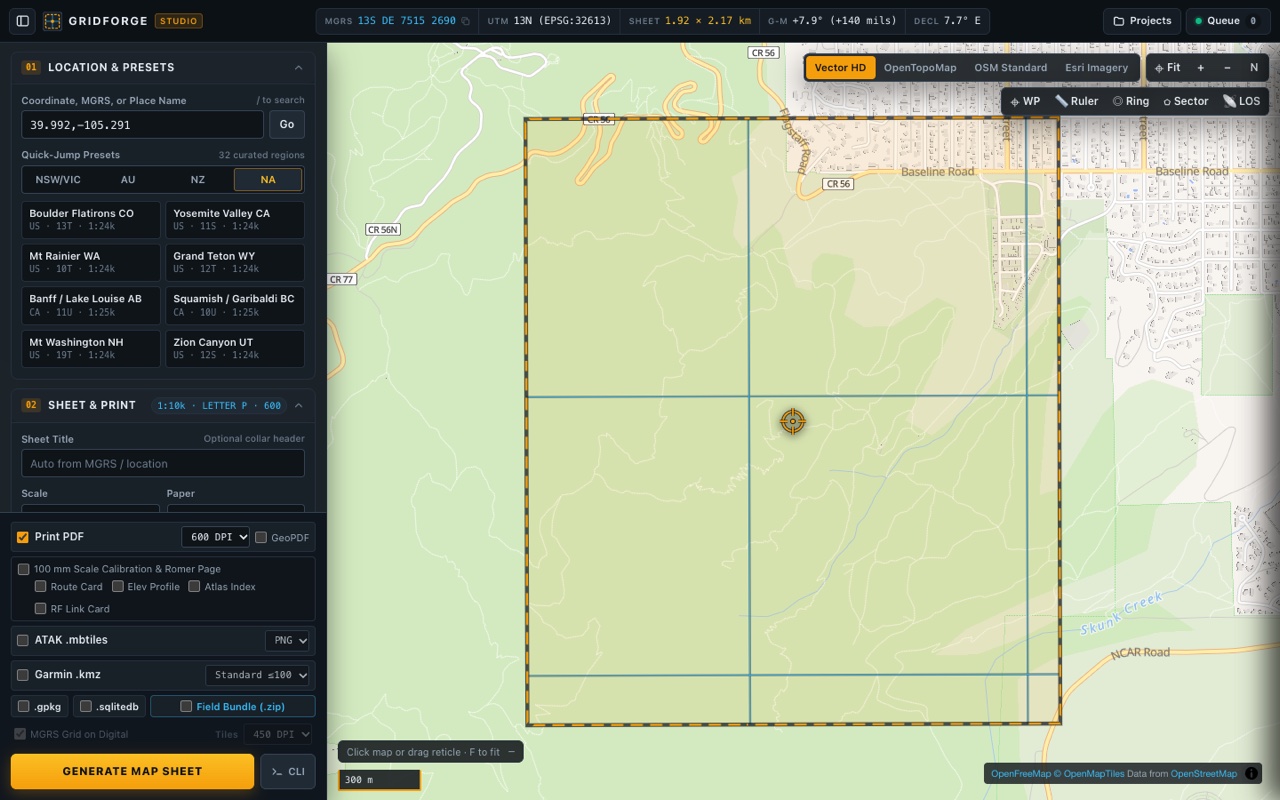 GRIDFORGE STUDIO
MGRS 13S DE 7515 2690 UTM 13N (EPSG:32613) SHEET 1.92 × 2.17 km G-M +7.9° (+140 mils) DECL 7.7° E
Projects Queue 0
01 LOCATION & PRESETS
Coordinate, MGRS, or Place Name / to search
39.992,−105.291 Go
Quick-Jump Presets 32 curated regions
NSW/VIC AU NZ NA
Boulder Flatirons CO
US · 13T · 1:24k
Yosemite Valley CA
US · 11S · 1:24k
Mt Rainier WA
US · 10T · 1:24k
Grand Teton WY
US · 12T · 1:24k
Banff / Lake Louise AB
CA · 11U · 1:25k
Squamish / Garibaldi BC
CA · 10U · 1:25k
Mt Washington NH
US · 19T · 1:24k
Zion Canyon UT
US · 12S · 1:24k
02 SHEET & PRINT 1:10k · LETTER P · 600
Sheet Title Optional collar header
Auto from MGRS / location
Scale Paper
Print PDF 600 DPI GeoPDF
100 mm Scale Calibration & Romer Page
Route Card Elev Profile Atlas Index
RF Link Card
ATAK .mbtiles PNG
Garmin .kmz Standard ≤100
.gpkg .sqlitedb Field Bundle (.zip)
MGRS Grid on Digital Tiles 450 DPI
GENERATE MAP SHEET CLI
Vector HD OpenTopoMap OSM Standard Esri Imagery
Fit + − N
WP Ruler Ring Sector LOS
CR 56
CR 56
Flagstaff Road
reet
reet
Baseline Road
Baseline Road
CR 56
CR 56N
CR 77
Skunk Creek
NCAR Road
Click map or drag reticle · F to fit −
300 m
OpenFreeMap © OpenMapTiles Data from OpenStreetMap